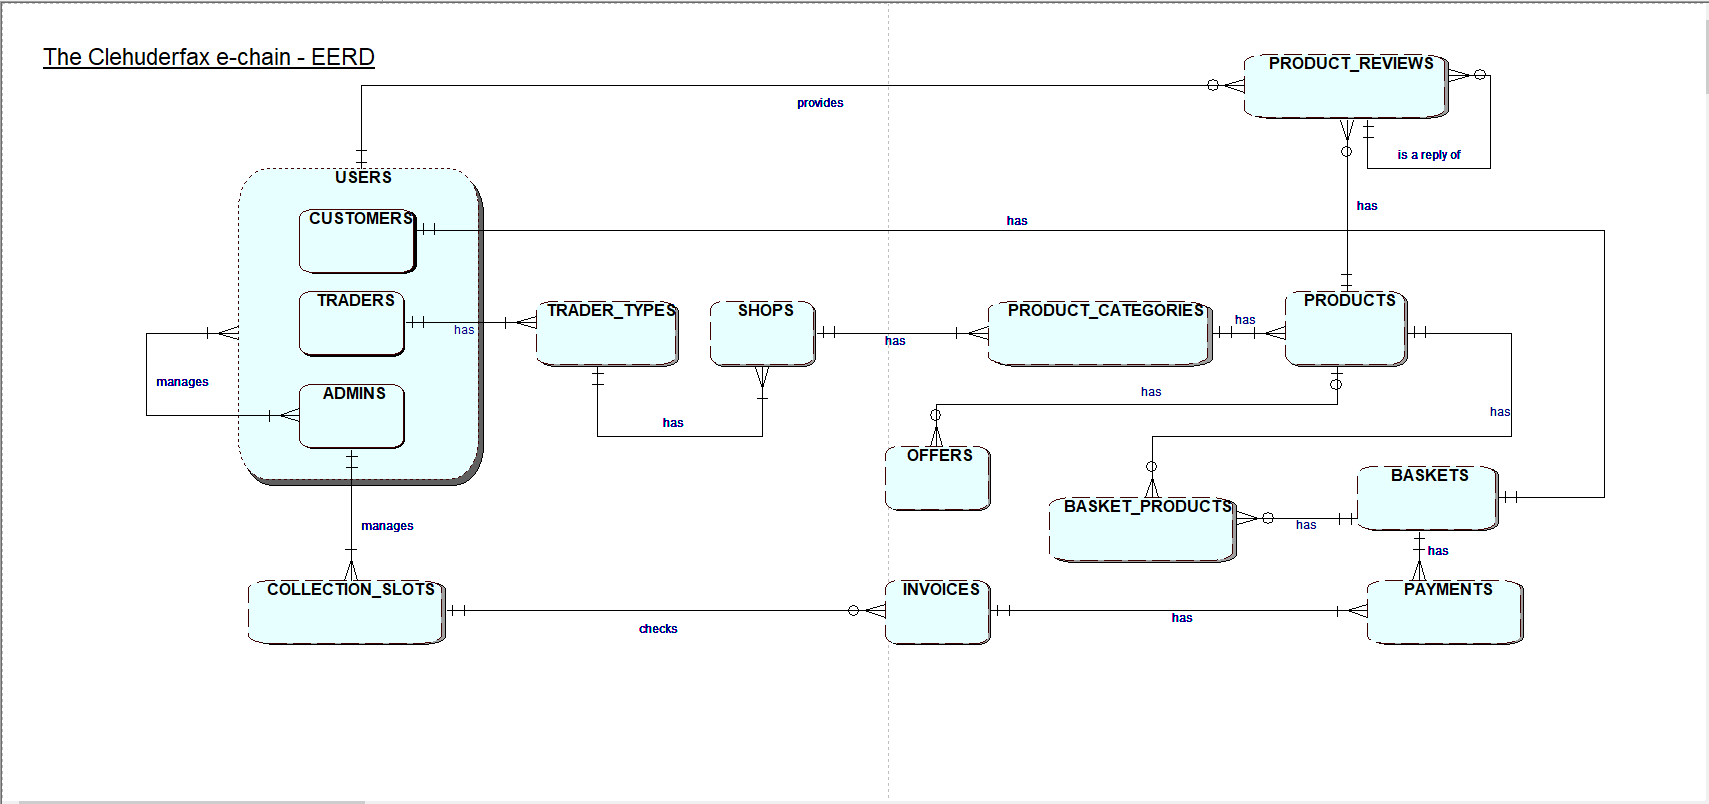 The Clehuderfax e-chain - EERD
PRODUCT_REVIEWS
provides
is a reply of
USERS
has
CUSTOMERS
has
TRADERS
TRADER_TYPES
SHOPS
PRODUCT_CATEGORIES
PRODUCTS
has
has
has
manages
ADMINS
has
has
has
OFFERS
BASKETS
BASKET_PRODUCTS
has
manages
has
COLLECTION_SLOTS
INVOICES
PAYMENTS
checks
has